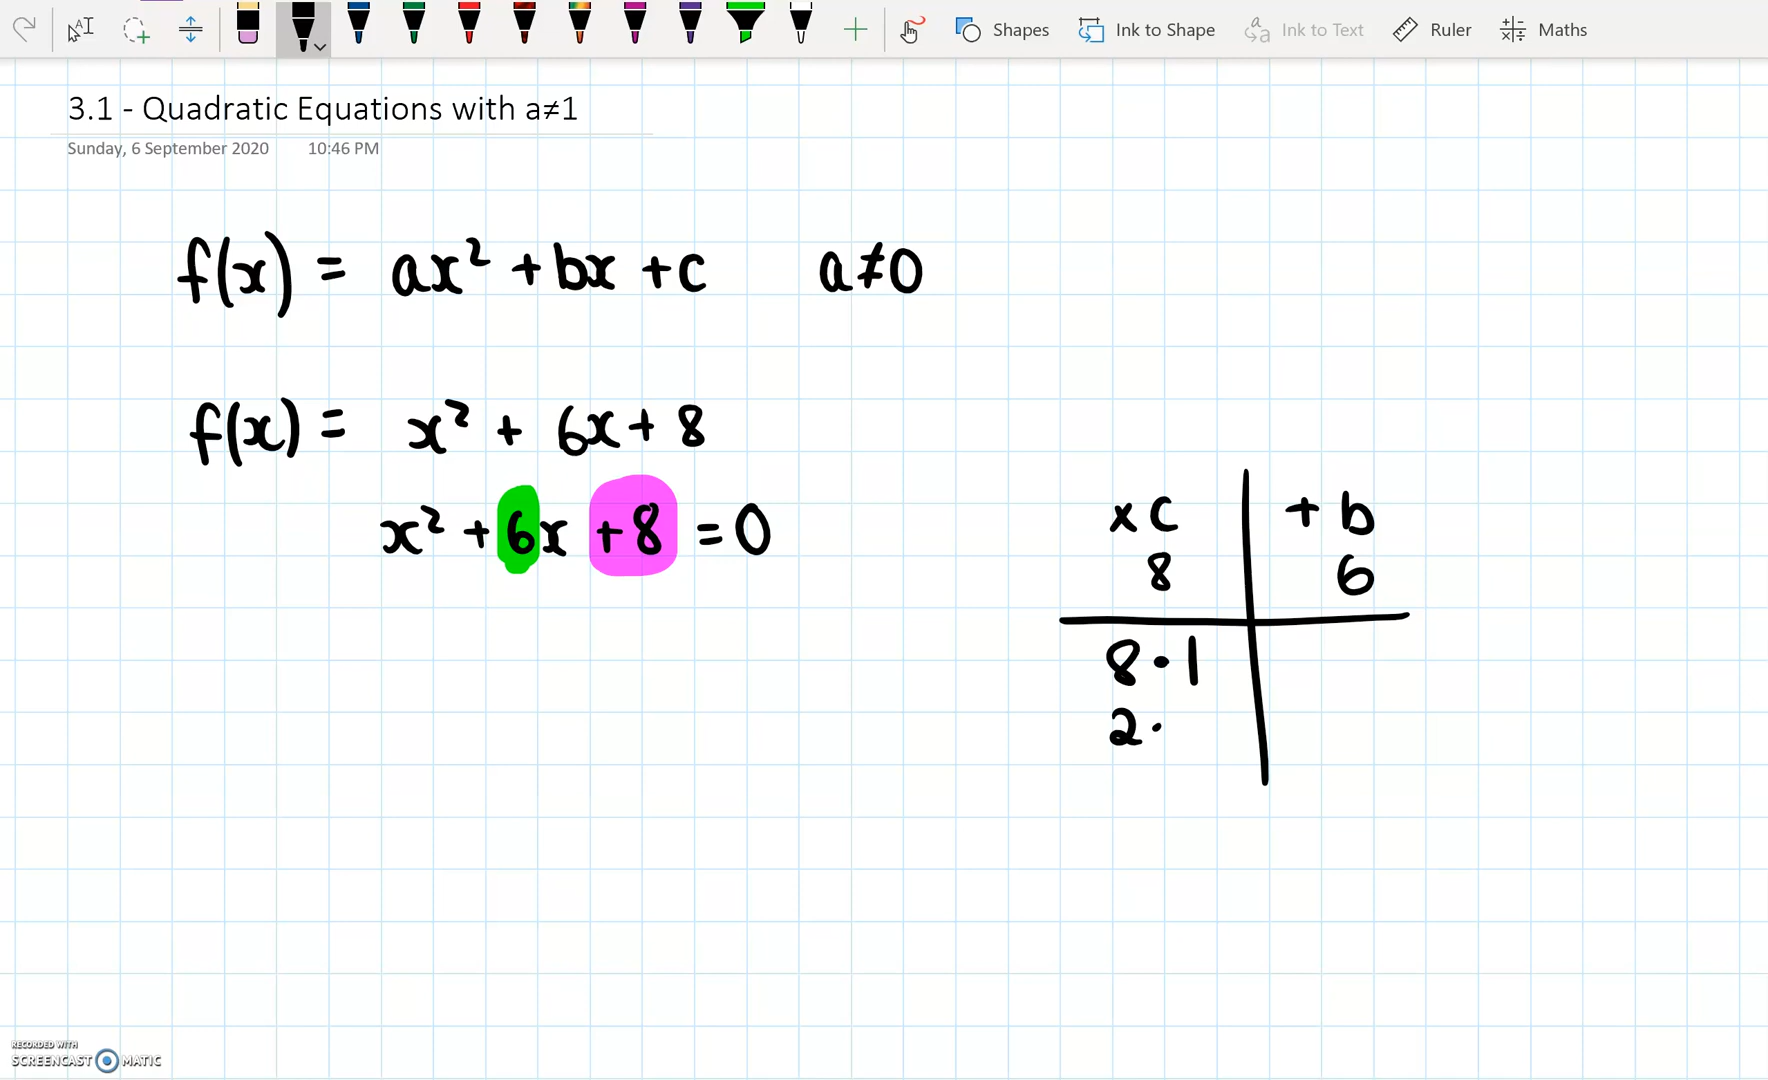 Shapes Ink to Shape Ink to Text Ruler Maths
3.1 - Quadratic Equations with a≠1
Sunday, 6 September 2020 10:46 PM
f(x) = ax² + bx + c a≠0
f(x) = x² + 6x + 8
x² + 6x + 8 = 0
x c + b
8 6
8 · 1
2 ·
RECORDED WITH
SCREENCAST MATIC